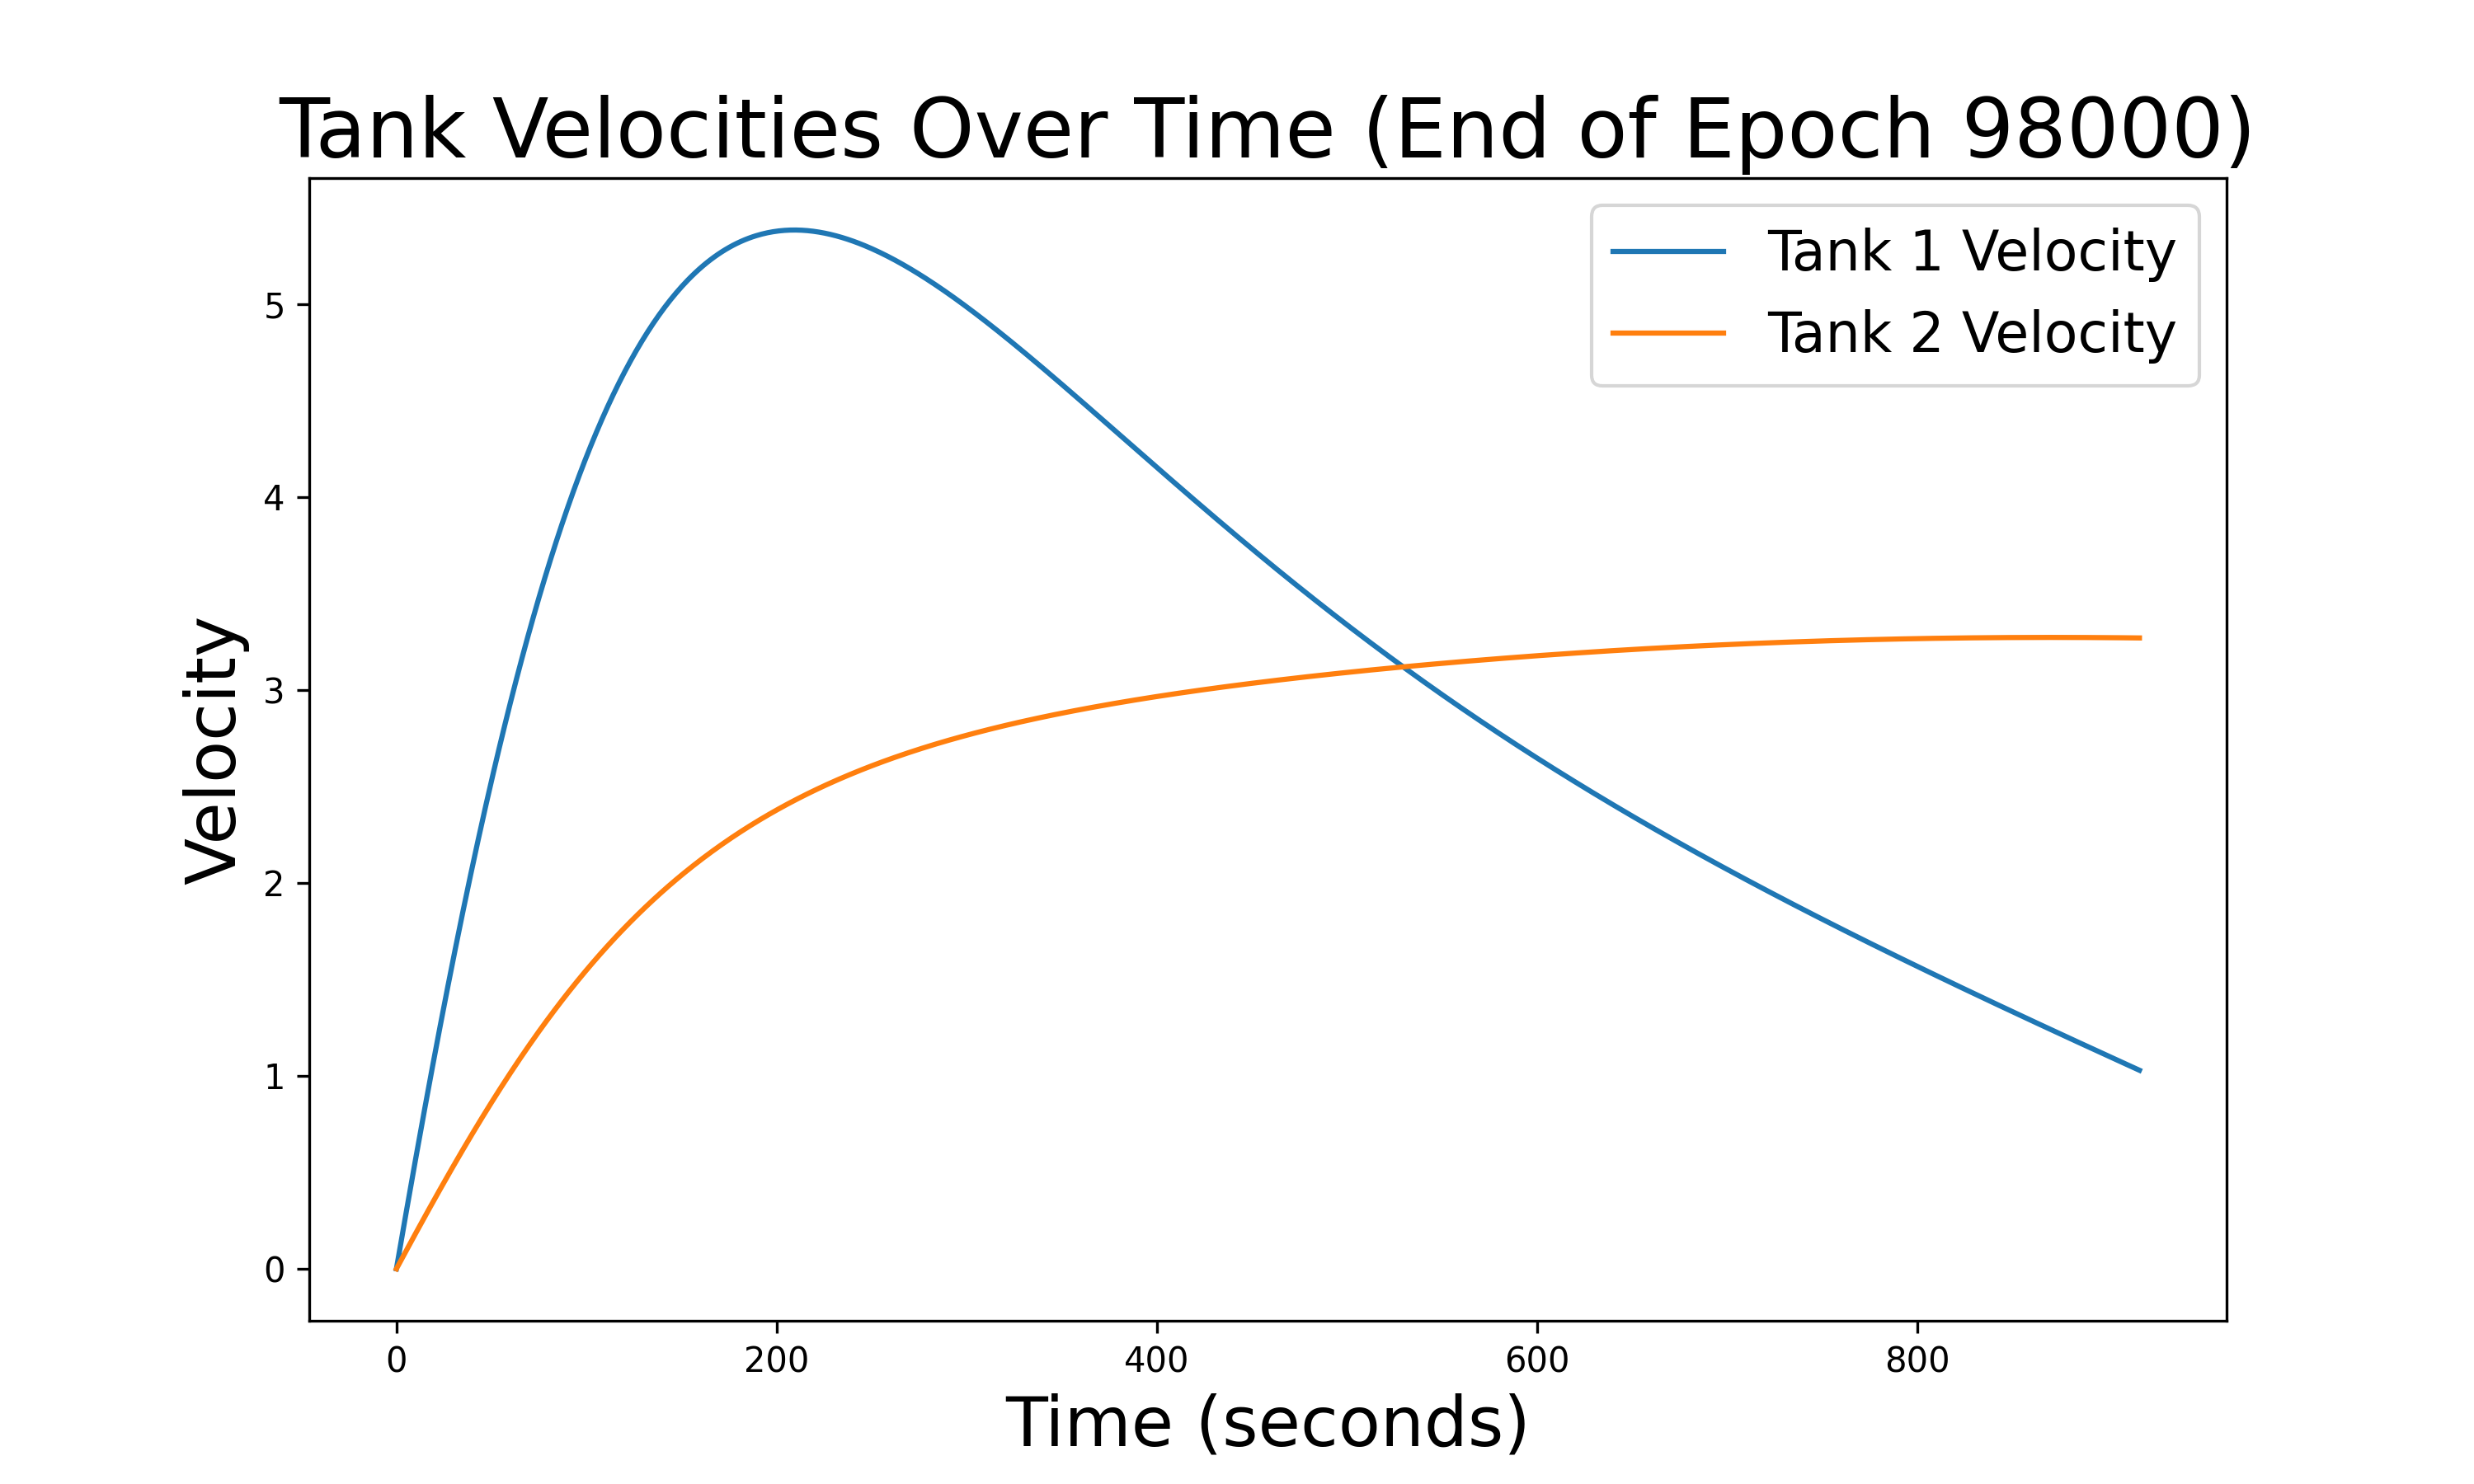 Tank Velocities Over Time (End of Epoch 98000)
Tank 1 Velocity
Tank 2 Velocity
Velocity
5
4
3
2
1
0
0 200 400 600 800
Time (seconds)